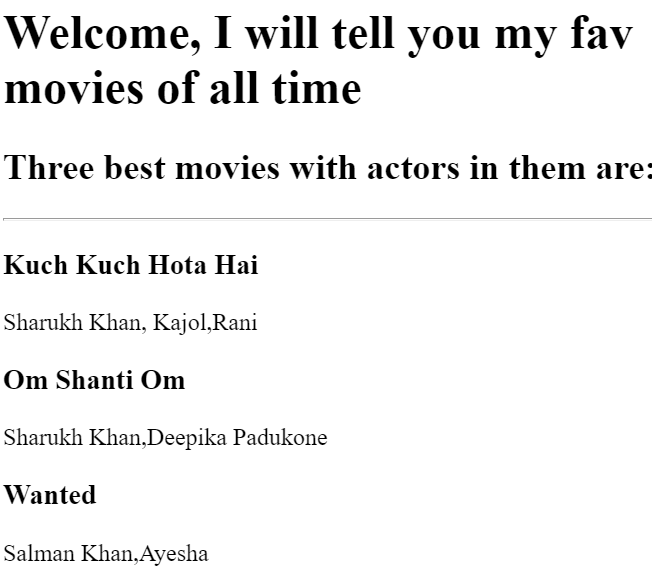 Welcome, I will tell you my fav
movies of all time
Three best movies with actors in them are:
Kuch Kuch Hota Hai
Sharukh Khan, Kajol,Rani
Om Shanti Om
Sharukh Khan,Deepika Padukone
Wanted
Salman Khan,Ayesha